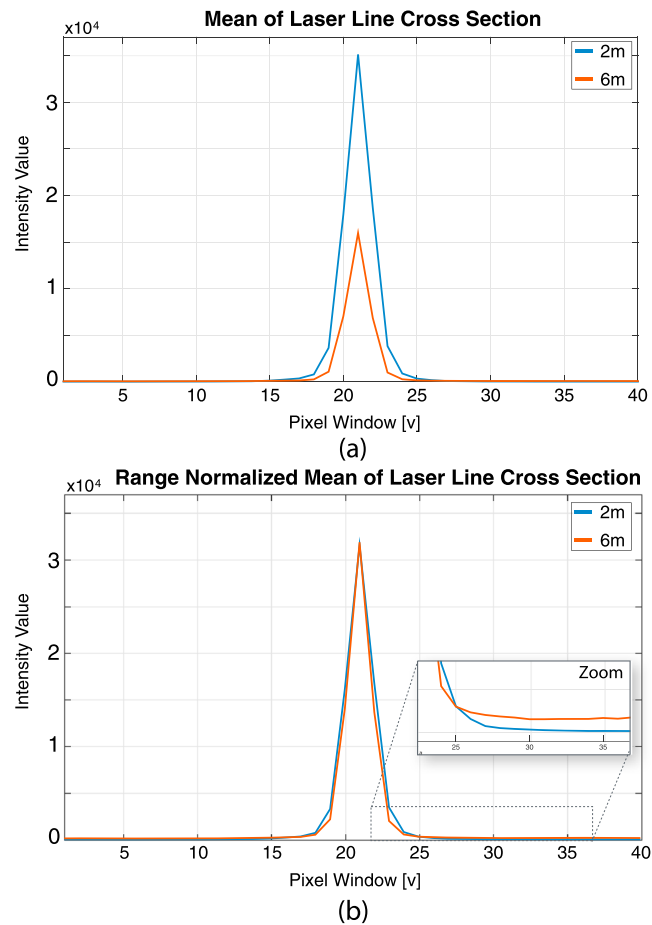 Mean of Laser Line Cross Section
x10⁴
2m
6m
3
2
1
0
Intensity Value
5 10 15 20 25 30 35 40
Pixel Window [v]
(a)
Range Normalized Mean of Laser Line Cross Section
x10⁴
2m
6m
3
2
1
0
Intensity Value
Zoom
25 30 35
5 10 15 20 25 30 35 40
Pixel Window [v]
(b)